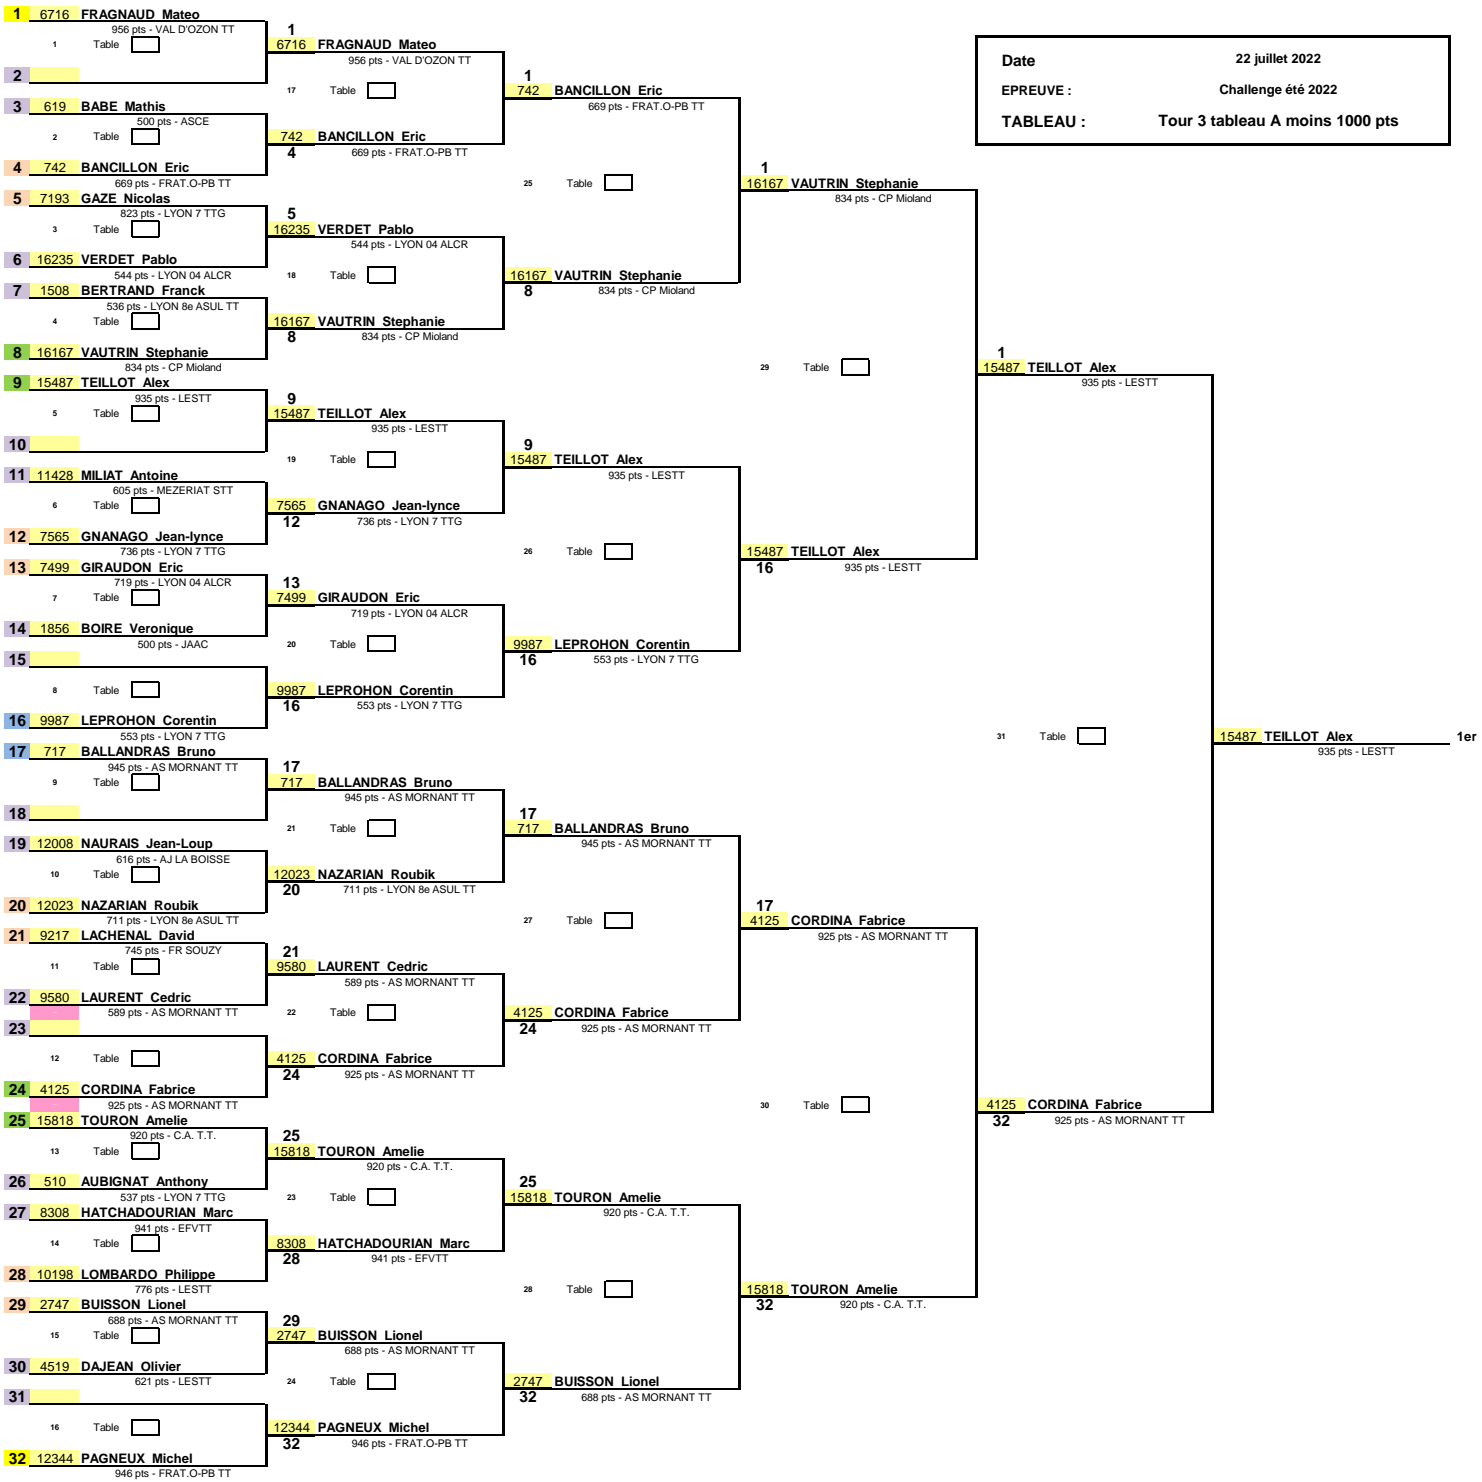 1 6716 FRAGNAUD Mateo
956 pts - VAL D'OZON TT
1 Table
2
3 619 BABE Mathis
500 pts - ASCE
2 Table
4 742 BANCILLON Eric
669 pts - FRAT.O-PB TT
5 7193 GAZE Nicolas
823 pts - LYON 7 TTG
3 Table
6 16235 VERDET Pablo
544 pts - LYON 04 ALCR
7 1508 BERTRAND Franck
536 pts - LYON 8e ASUL TT
4 Table
8 16167 VAUTRIN Stephanie
834 pts - CP Mioland
9 15487 TEILLOT Alex
935 pts - LESTT
5 Table
10
11 11428 MILIAT Antoine
605 pts - MEZERIAT STT
6 Table
12 7565 GNANAGO Jean-lynce
736 pts - LYON 7 TTG
13 7499 GIRAUDON Eric
719 pts - LYON 04 ALCR
7 Table
14 1856 BOIRE Veronique
500 pts - JAAC
15
8 Table
16 9987 LEPROHON Corentin
553 pts - LYON 7 TTG
17 717 BALLANDRAS Bruno
945 pts - AS MORNANT TT
9 Table
18
19 12008 NAURAIS Jean-Loup
616 pts - AJ LA BOISSE
10 Table
20 12023 NAZARIAN Roubik
711 pts - LYON 8e ASUL TT
21 9217 LACHENAL David
745 pts - FR SOUZY
11 Table
22 9580 LAURENT Cedric
589 pts - AS MORNANT TT
23
12 Table
24 4125 CORDINA Fabrice
925 pts - AS MORNANT TT
25 15818 TOURON Amelie
920 pts - C.A. T.T.
13 Table
26 510 AUBIGNAT Anthony
537 pts - LYON 7 TTG
27 8308 HATCHADOURIAN Marc
941 pts - EFVTT
14 Table
28 10198 LOMBARDO Philippe
776 pts - LESTT
29 2747 BUISSON Lionel
688 pts - AS MORNANT TT
15 Table
30 4519 DAJEAN Olivier
621 pts - LESTT
31
16 Table
32 12344 PAGNEUX Michel
946 pts - FRAT.O-PB TT
1
6716 FRAGNAUD Mateo
956 pts - VAL D'OZON TT
17 Table
742 BANCILLON Eric
4 669 pts - FRAT.O-PB TT
5
16235 VERDET Pablo
544 pts - LYON 04 ALCR
18 Table
16167 VAUTRIN Stephanie
8 834 pts - CP Mioland
9
15487 TEILLOT Alex
935 pts - LESTT
19 Table
7565 GNANAGO Jean-lynce
12 736 pts - LYON 7 TTG
13
7499 GIRAUDON Eric
719 pts - LYON 04 ALCR
20 Table
9987 LEPROHON Corentin
16 553 pts - LYON 7 TTG
17
717 BALLANDRAS Bruno
945 pts - AS MORNANT TT
21 Table
12023 NAZARIAN Roubik
20 711 pts - LYON 8e ASUL TT
21
9580 LAURENT Cedric
589 pts - AS MORNANT TT
22 Table
4125 CORDINA Fabrice
24 925 pts - AS MORNANT TT
25
15818 TOURON Amelie
920 pts - C.A. T.T.
23 Table
8308 HATCHADOURIAN Marc
28 941 pts - EFVTT
29
2747 BUISSON Lionel
688 pts - AS MORNANT TT
24 Table
12344 PAGNEUX Michel
32 946 pts - FRAT.O-PB TT
1
742 BANCILLON Eric
669 pts - FRAT.O-PB TT
25 Table
16167 VAUTRIN Stephanie
8 834 pts - CP Mioland
9
15487 TEILLOT Alex
935 pts - LESTT
26 Table
9987 LEPROHON Corentin
16 553 pts - LYON 7 TTG
17
717 BALLANDRAS Bruno
945 pts - AS MORNANT TT
27 Table
4125 CORDINA Fabrice
24 925 pts - AS MORNANT TT
25
15818 TOURON Amelie
920 pts - C.A. T.T.
28 Table
2747 BUISSON Lionel
32 688 pts - AS MORNANT TT
1
16167 VAUTRIN Stephanie
834 pts - CP Mioland
29 Table
15487 TEILLOT Alex
16 935 pts - LESTT
17
4125 CORDINA Fabrice
925 pts - AS MORNANT TT
30 Table
15818 TOURON Amelie
32 920 pts - C.A. T.T.
Date 22 juillet 2022
EPREUVE : Challenge été 2022
TABLEAU : Tour 3 tableau A moins 1000 pts
1
15487 TEILLOT Alex
935 pts - LESTT
31 Table
4125 CORDINA Fabrice
32 925 pts - AS MORNANT TT
15487 TEILLOT Alex 1er
935 pts - LESTT